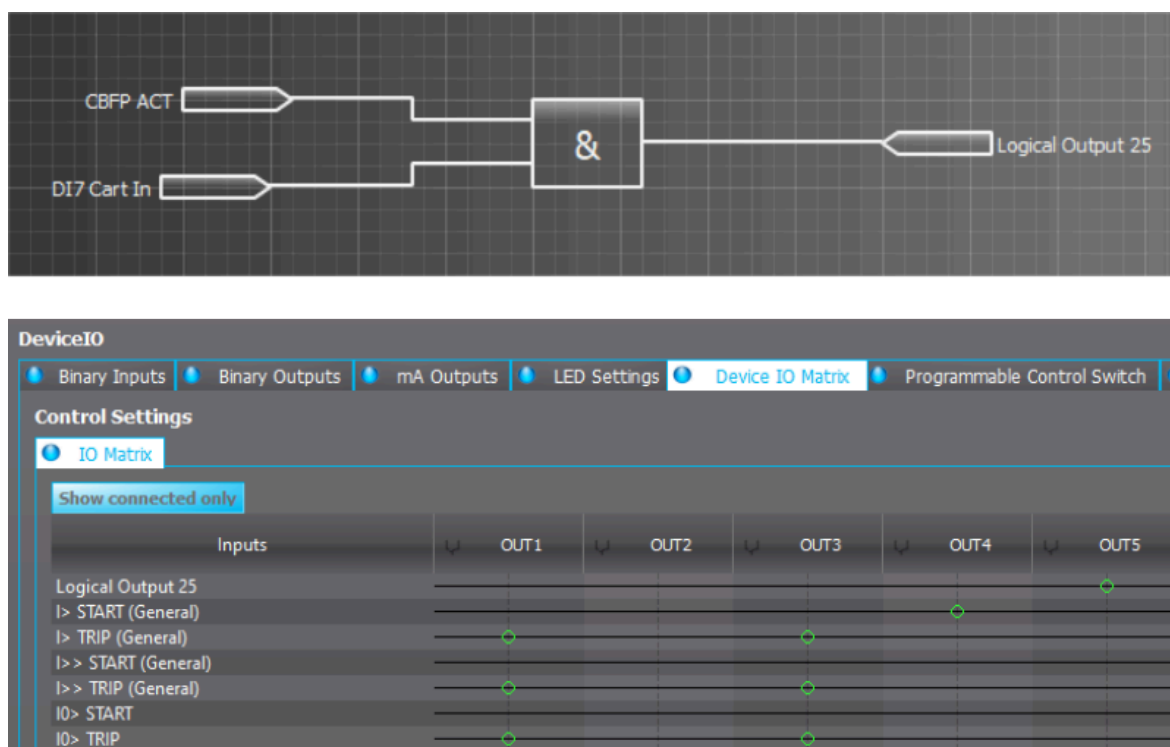 CBFP ACT
&
Logical Output 25
DI7 Cart In
DeviceIO
Binary Inputs Binary Outputs mA Outputs LED Settings Device IO Matrix Programmable Control Switch
Control Settings
IO Matrix
Show connected only
Inputs OUT1 OUT2 OUT3 OUT4 OUT5
Logical Output 25
I> START (General)
I> TRIP (General)
I>> START (General)
I>> TRIP (General)
I0> START
I0> TRIP